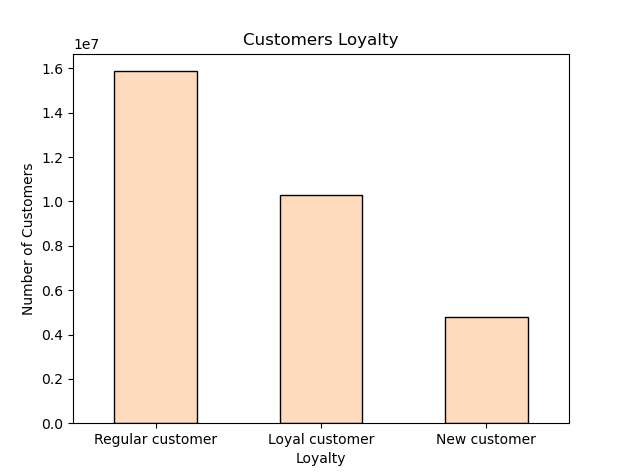 Customers Loyalty
1e7
1.6
1.4
1.2
1.0
0.8
0.6
0.4
0.2
0.0
Number of Customers
Regular customer
Loyal customer
New customer
Loyalty